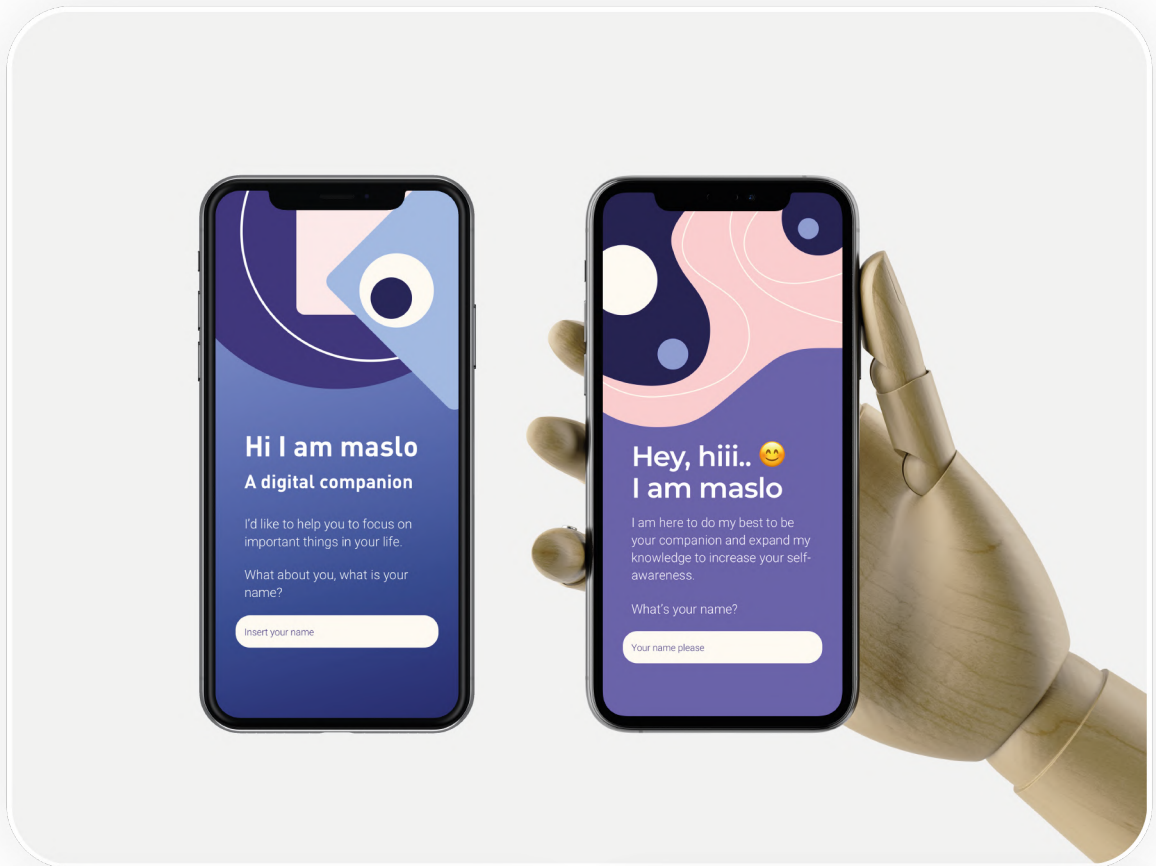 Hi I am maslo
A digital companion
I'd like to help you to focus on
important things in your life.
What about you, what is your
name?
Insert your name
Hey, hiii.. 😊
I am maslo
I am here to do my best to be
your companion and expand my
knowledge to increase your self-
awareness.
What's your name?
Your name please